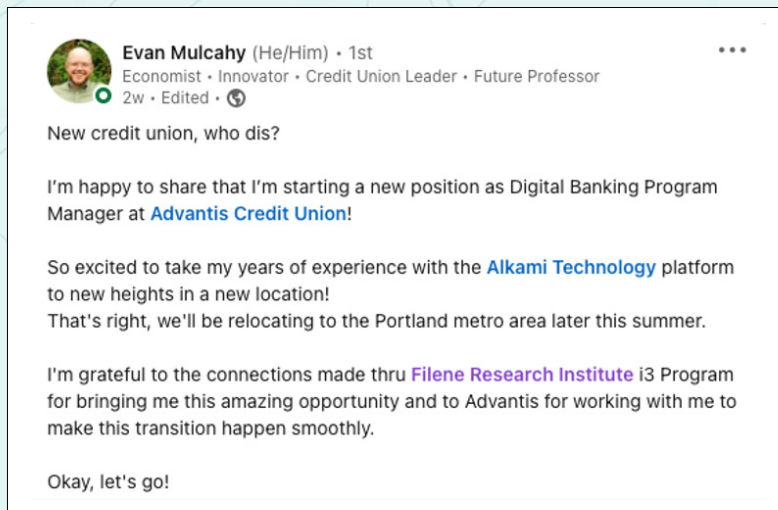 Evan Mulcahy (He/Him) • 1st
Economist • Innovator • Credit Union Leader • Future Professor
2w • Edited •
New credit union, who dis?
I'm happy to share that I'm starting a new position as Digital Banking Program
Manager at Advantis Credit Union!
So excited to take my years of experience with the Alkami Technology platform
to new heights in a new location!
That's right, we'll be relocating to the Portland metro area later this summer.
I'm grateful to the connections made thru Filene Research Institute i3 Program
for bringing me this amazing opportunity and to Advantis for working with me to
make this transition happen smoothly.
Okay, let's go!